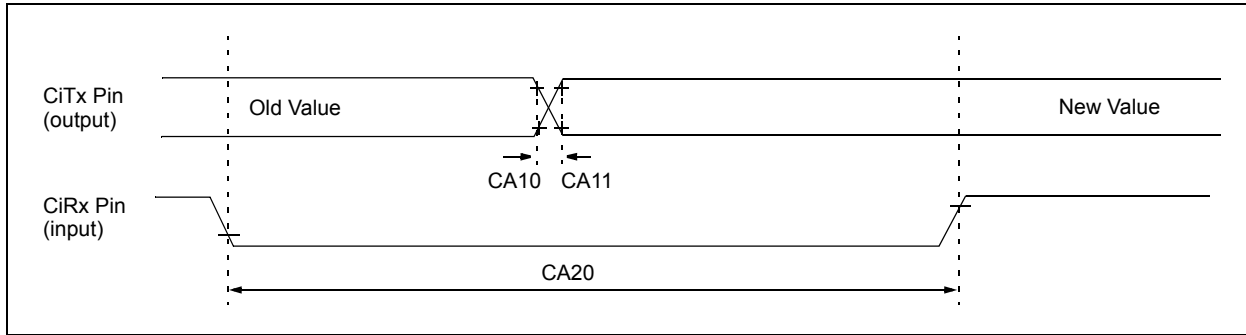 CiTx Pin
(output)
Old Value
New Value
CA10 CA11
CiRx Pin
(input)
CA20